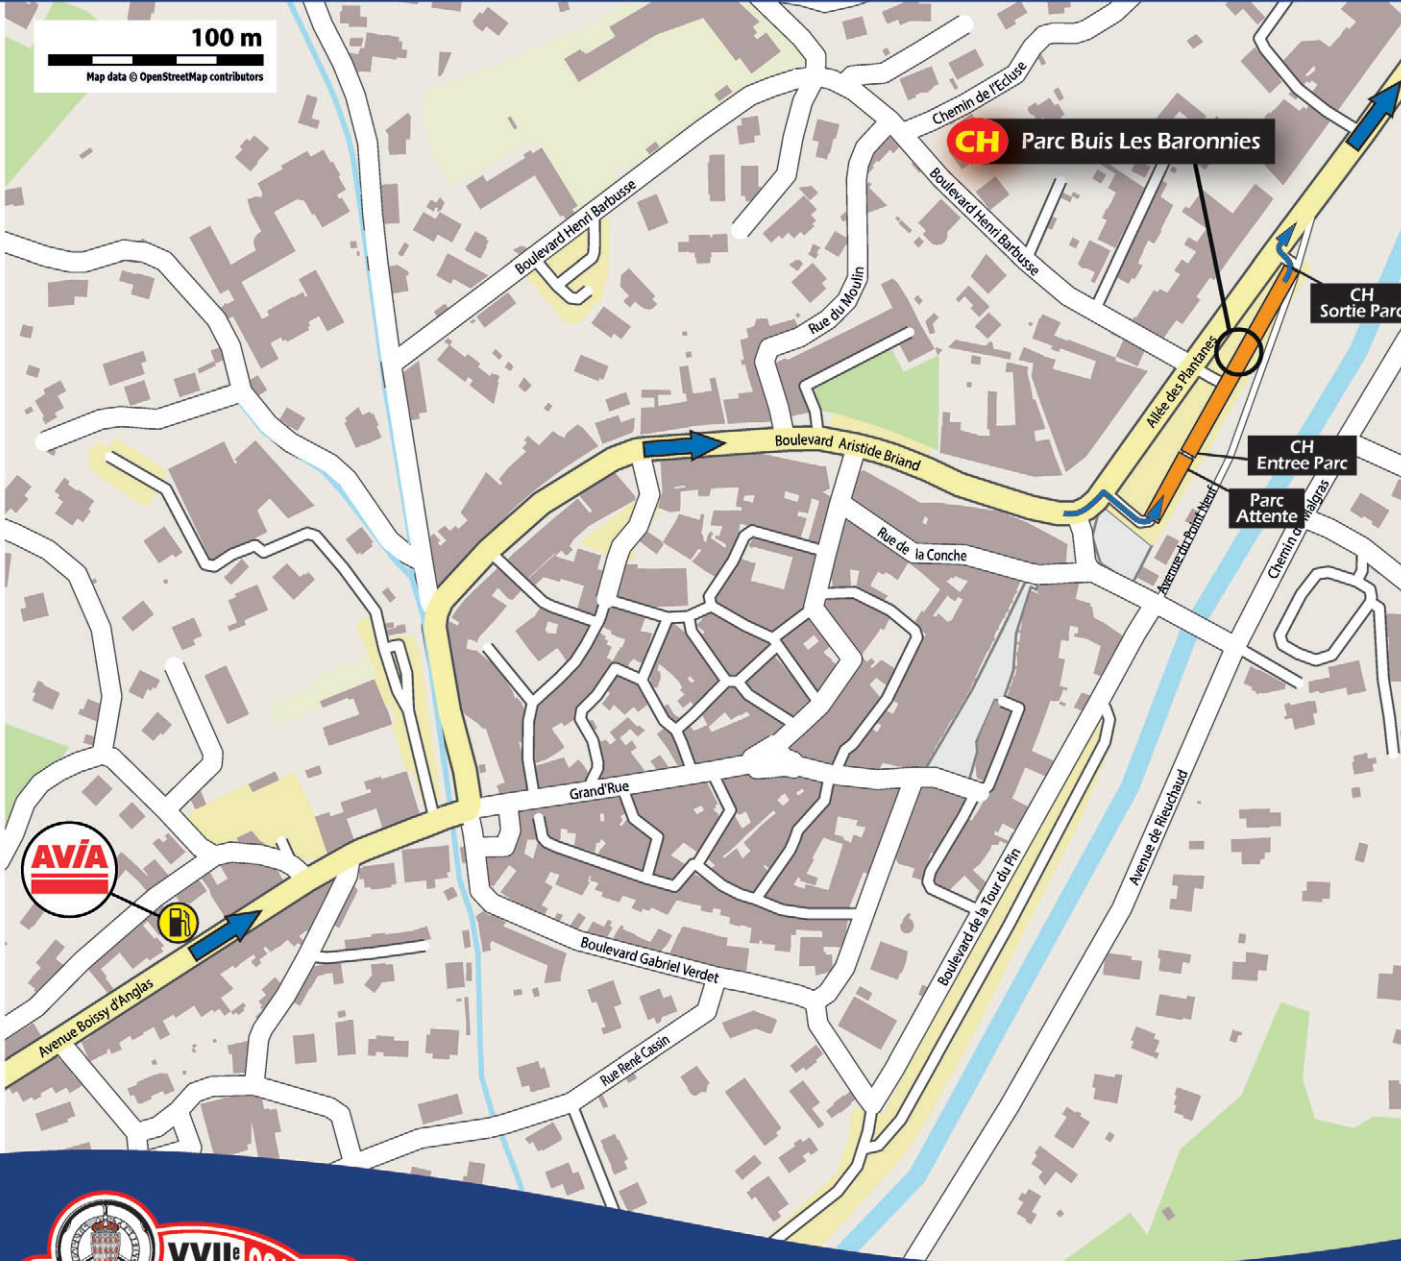 100 m
Map data © OpenStreetMap contributors
Chemin de l'Ecluse
CH Parc Buis Les Baronnies
Boulevard Henri Barbusse
Boulevard Henri Barbusse
Rue du Moulin
CH
Sortie Parc
Allée des Plantanes
Boulevard Aristide Briand
CH
Entree Parc
Parc
Attente
Avenue du Point Neuf
Chemin de Malgras
Rue de la Conche
Grand'Rue
Avenue de Rieuchaud
AVIA
Boulevard de la Tour du Pin
Boulevard Gabriel Verdet
Avenue Boissy d'Anglas
Rue René Cassin
XVIIe